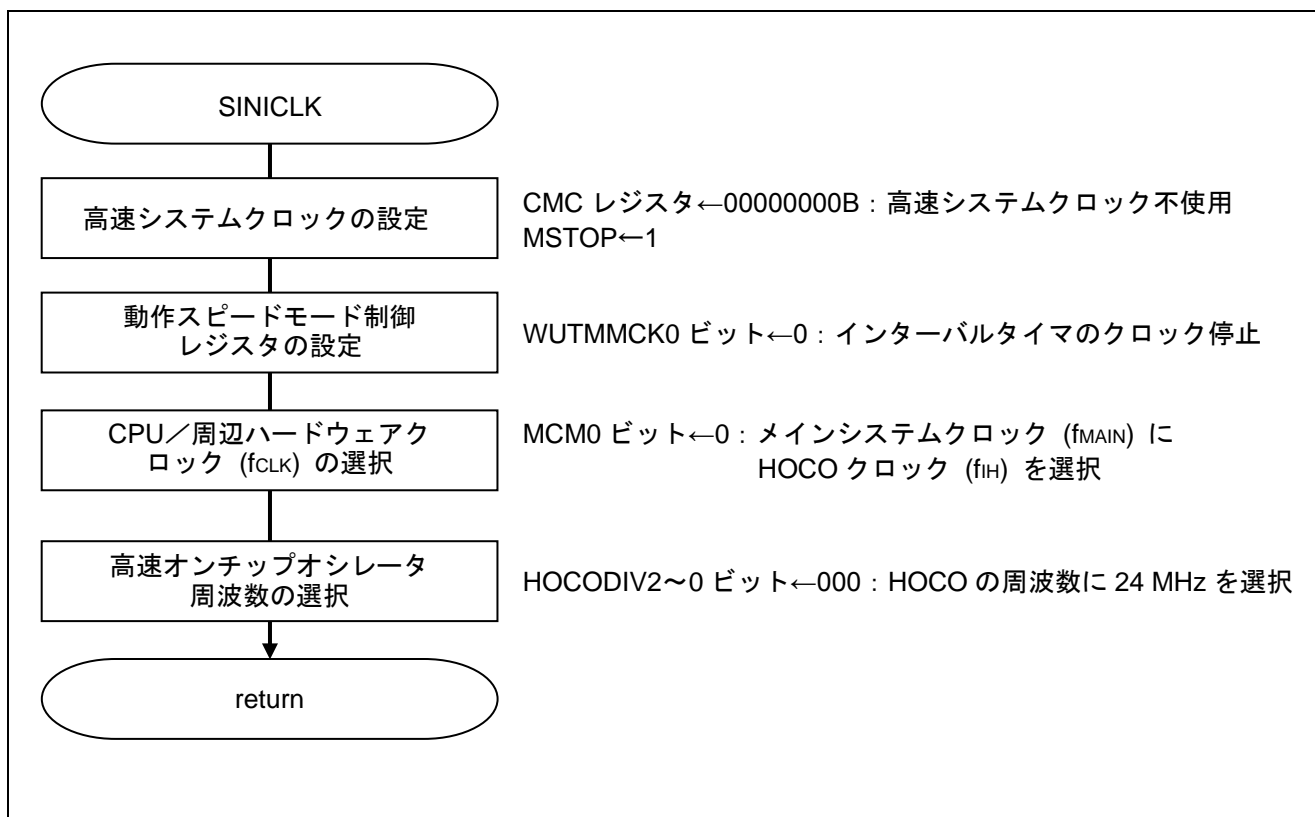 SINICLK
高速システムクロックの設定
CMC レジスタ←00000000B:高速システムクロック不使用
MSTOP←1
動作スピードモード制御
レジスタの設定
WUTMMCK0 ビット←0:インターバルタイマのクロック停止
CPU/周辺ハードウェアク
ロック (fCLK) の選択
MCM0 ビット←0:メインシステムクロック (fMAIN) に
HOCO クロック (fIH) を選択
高速オンチップオシレータ
周波数の選択
HOCODIV2~0 ビット←000:HOCO の周波数に 24 MHz を選択
return